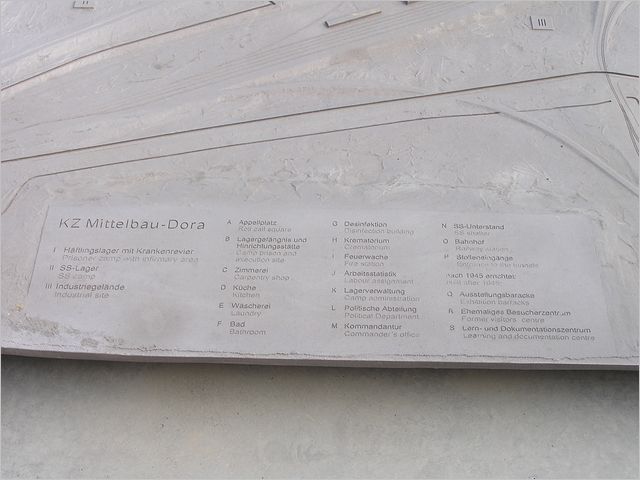 II
III
KZ Mittelbau-Dora
I Häftlingslager mit Krankenrevier
Prisoner camp with infirmary area
II SS-Lager
SS camp
III Industriegelände
Industrial site
A Appellplatz
Roll call square
B Lagergefängnis und
Hinrichtungsstätte
Camp prison and
execution site
C Zimmerei
Carpentry shop
D Küche
Kitchen
E Wäscherei
Laundry
F Bad
Bathroom
G Desinfektion
Disinfection building
H Krematorium
Crematorium
I Feuerwache
Fire station
J Arbeitsstatistik
Labour assignment
K Lagerverwaltung
Camp administration
L Politische Abteilung
Political Department
M Kommandantur
Commander's office
N SS-Unterstand
SS shelter
O Bahnhof
Railway station
P Stolleneingänge
Entrance to the tunnels
Nach 1945 errichtet:
built after 1945:
Q Ausstellungsbaracke
Exhibition barracks
R Ehemaliges Besucherzentrum
Former visitors' centre
S Lern- und Dokumentationszentrum
Learning and documentation centre